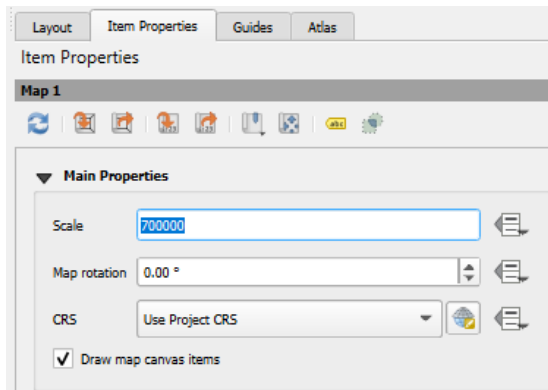 Layout Item Properties Guides Atlas
Item Properties
Map 1
abc
Main Properties
Scale 700000
Map rotation 0.00 °
CRS Use Project CRS
Draw map canvas items